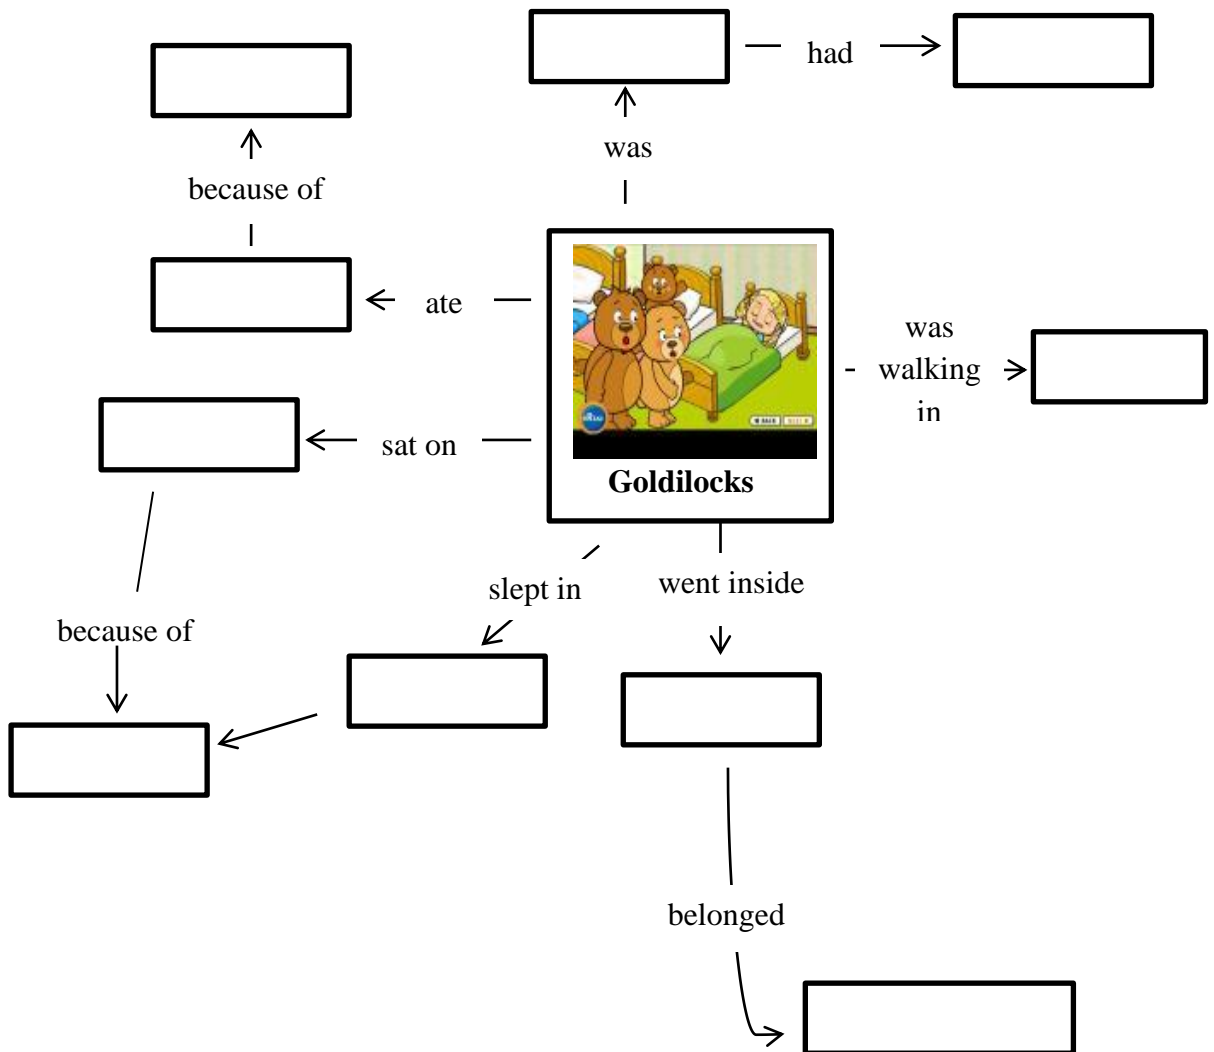 had
was
because of
ate
was
walking
in
sat on
Goldilocks
slept in
went inside
because of
belonged